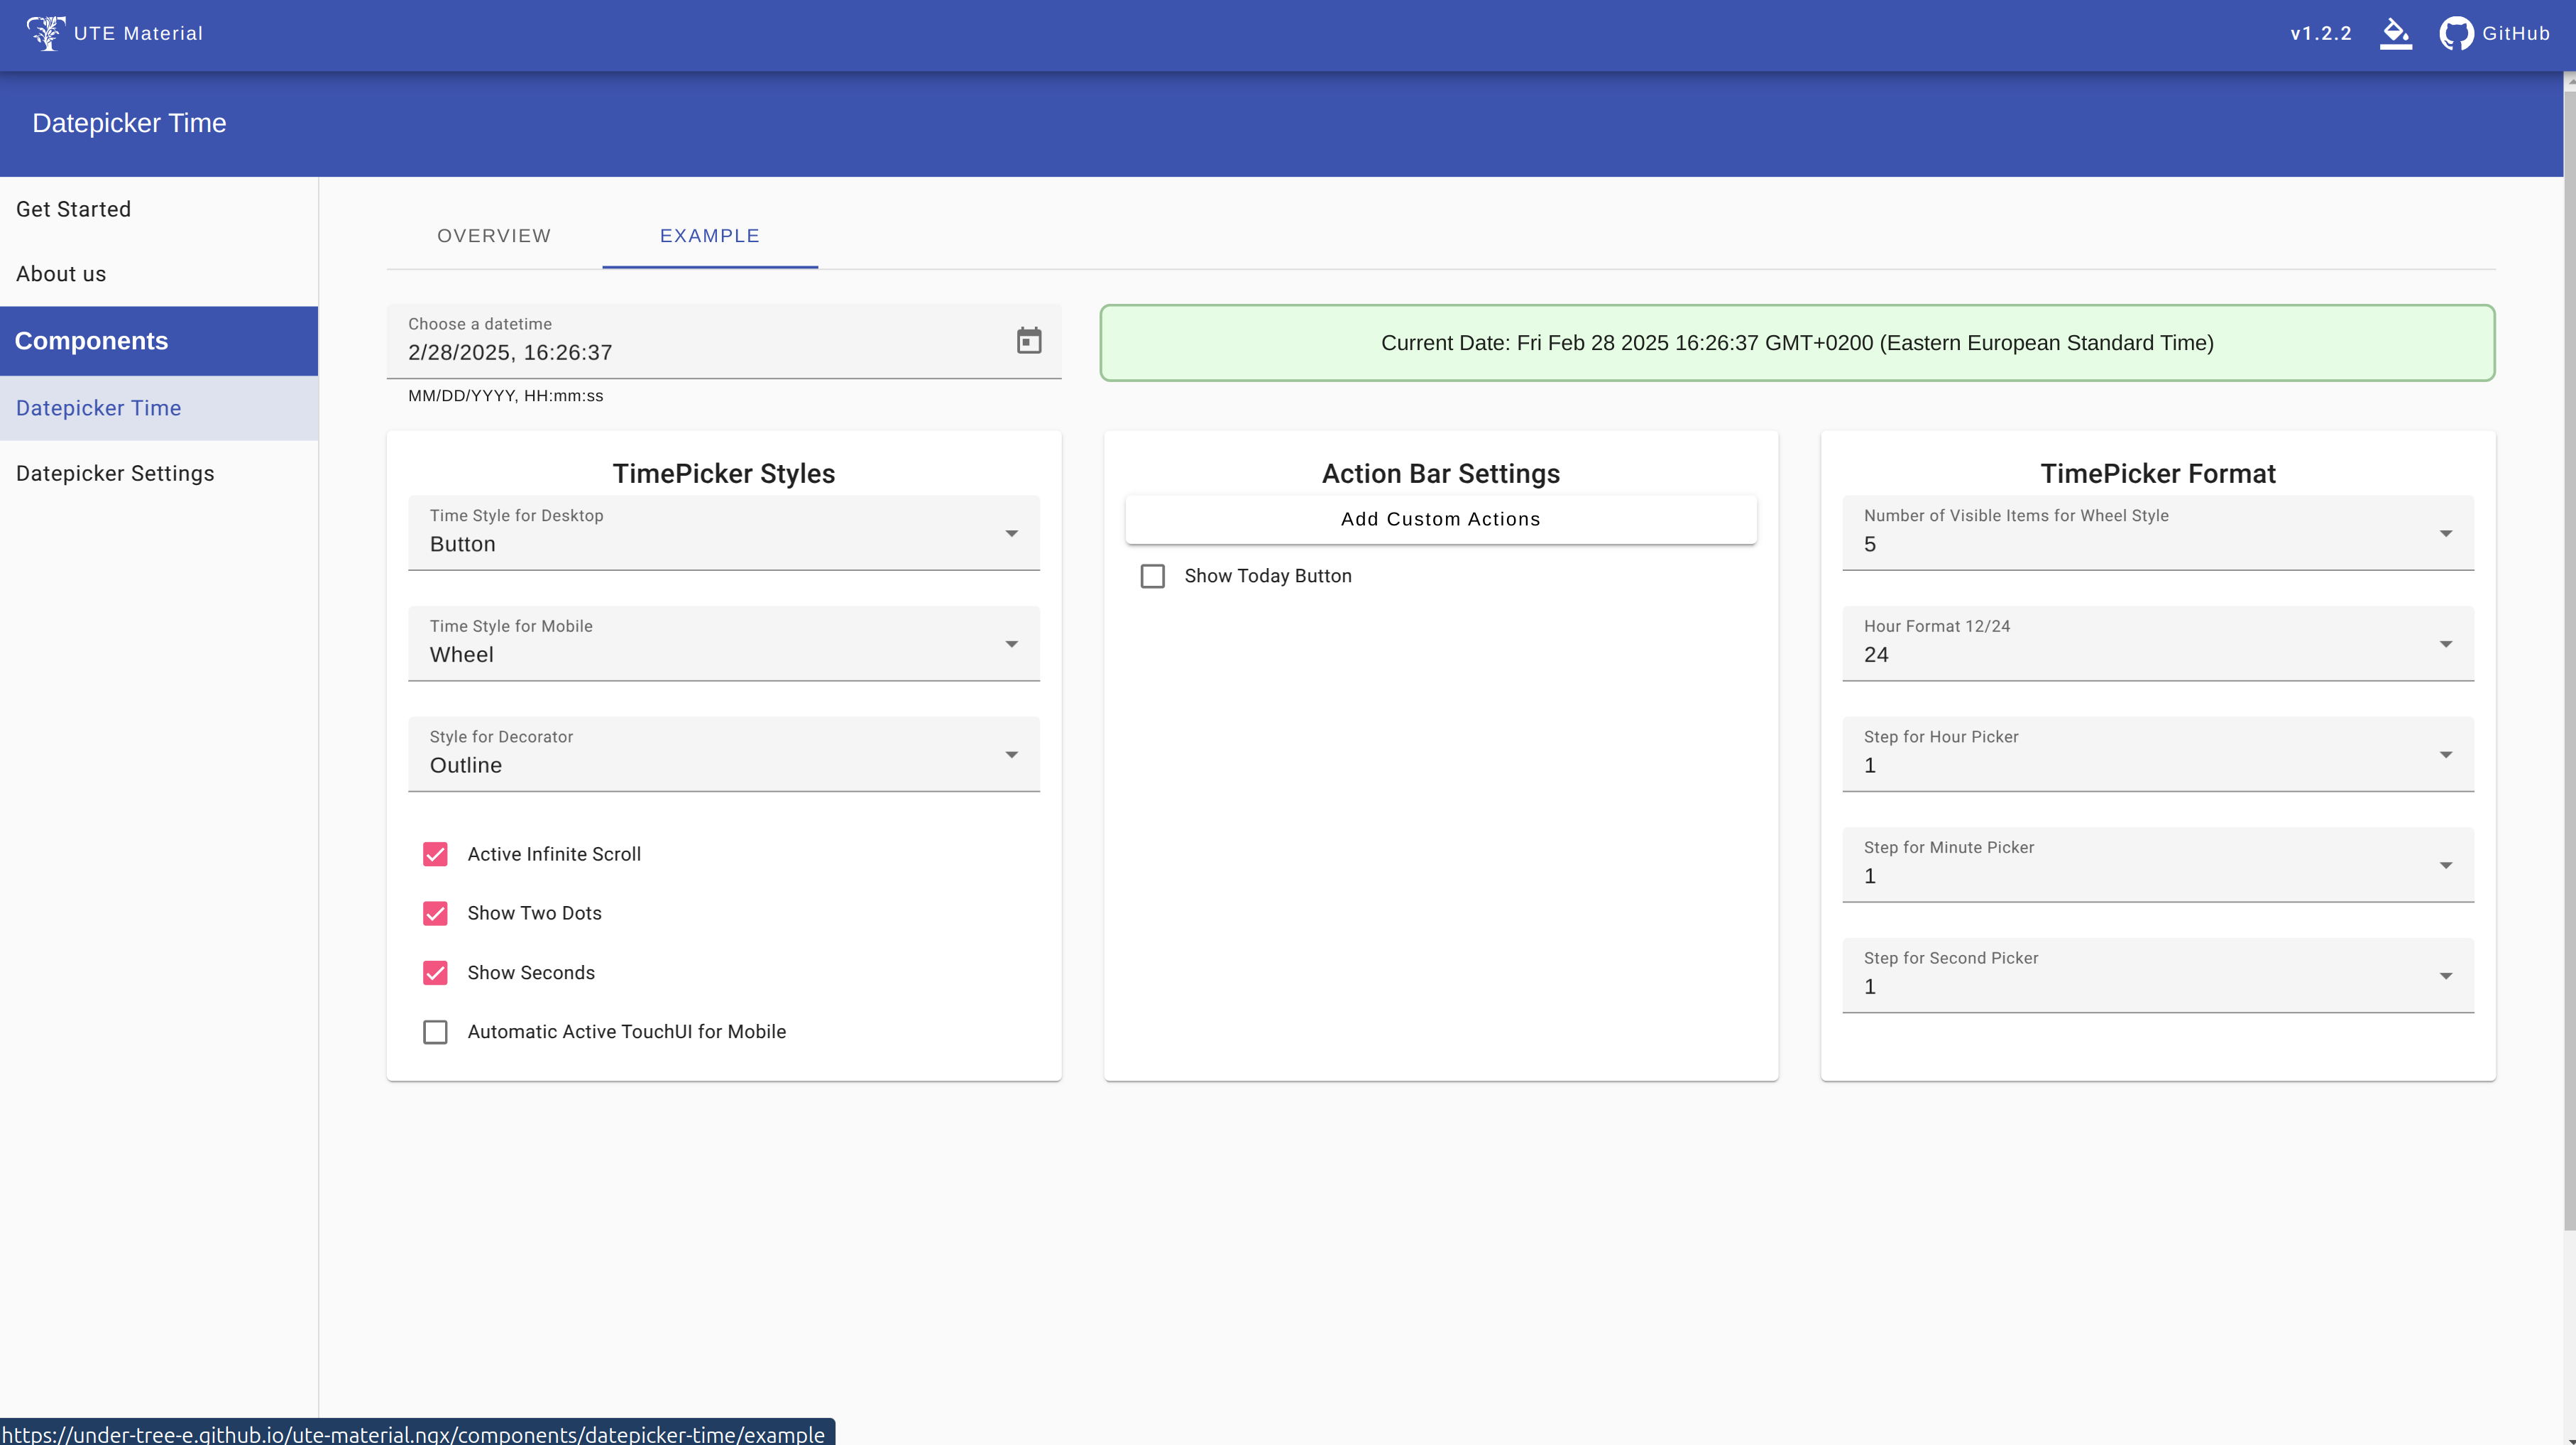 UTE Material
v1.2.2
GitHub
Datepicker Time
Get Started
About us
Components
Datepicker Time
Datepicker Settings
OVERVIEW
EXAMPLE
Choose a datetime
2/28/2025, 16:26:37
MM/DD/YYYY, HH:mm:ss
Current Date: Fri Feb 28 2025 16:26:37 GMT+0200 (Eastern European Standard Time)
TimePicker Styles
Time Style for Desktop
Button
Time Style for Mobile
Wheel
Style for Decorator
Outline
Active Infinite Scroll
Show Two Dots
Show Seconds
Automatic Active TouchUI for Mobile
Action Bar Settings
Add Custom Actions
Show Today Button
TimePicker Format
Number of Visible Items for Wheel Style
5
Hour Format 12/24
24
Step for Hour Picker
1
Step for Minute Picker
1
Step for Second Picker
1
https://under-tree-e.github.io/ute-material.ngx/components/datepicker-time/example